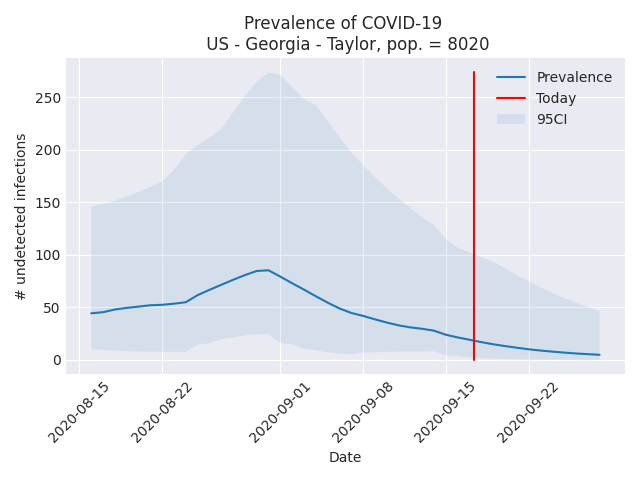 Prevalence of COVID-19
US - Georgia - Taylor, pop. = 8020
# undetected infections
250
200
150
100
50
0
Prevalence
Today
95CI
2020-08-15
2020-08-22
2020-09-01
2020-09-08
2020-09-15
2020-09-22
Date